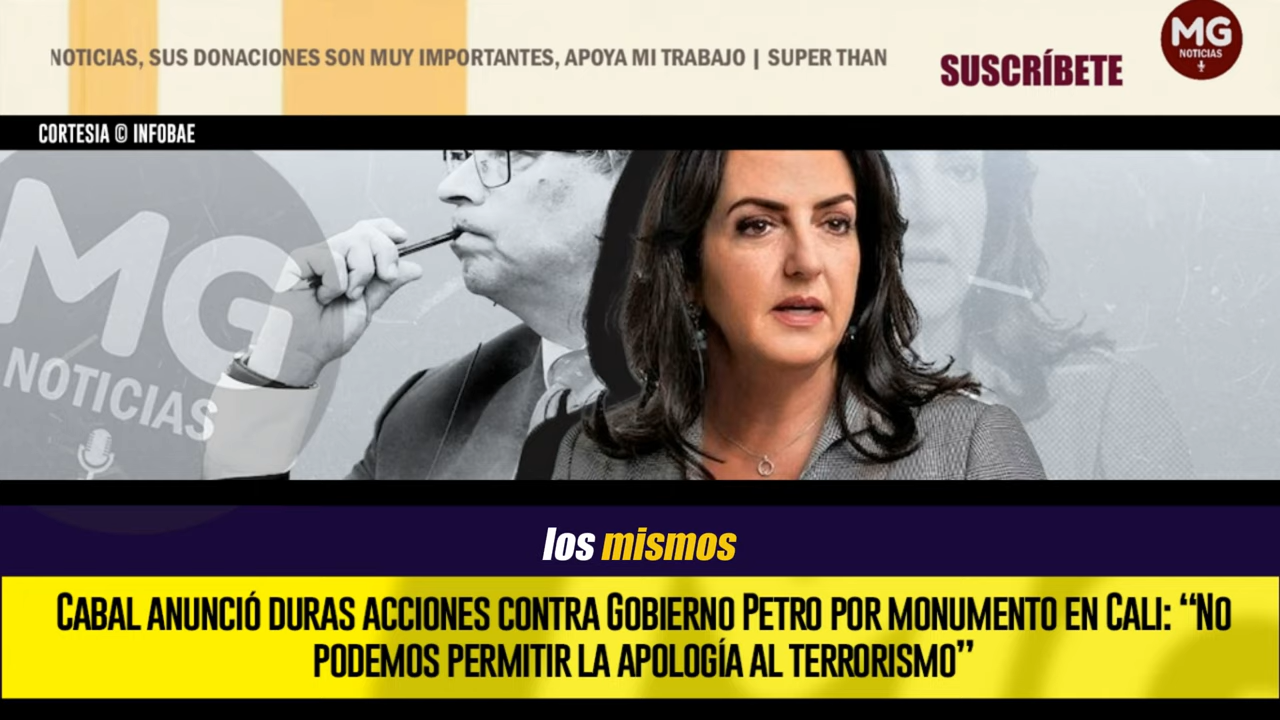 NOTICIAS, SUS DONACIONES SON MUY IMPORTANTES, APOYA MI TRABAJO | SUPER THAN
SUSCRÍBETE
MG
NOTICIAS
CORTESIA © INFOBAE
MG
NOTICIAS
los mismos
CABAL ANUNCIÓ DURAS ACCIONES CONTRA GOBIERNO PETRO POR MONUMENTO EN CALI: “NO
PODEMOS PERMITIR LA APOLOGÍA AL TERRORISMO”